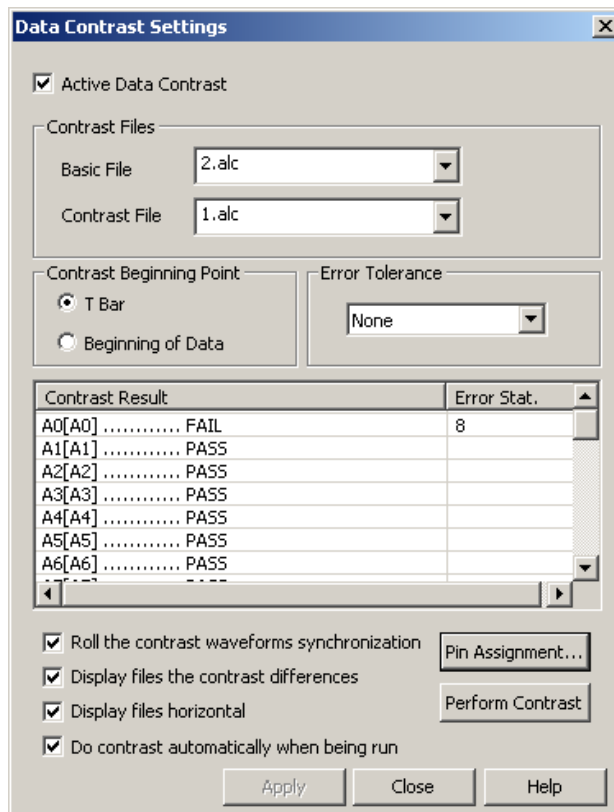 Data Contrast Settings
Active Data Contrast
Contrast Files
Basic File 2.alc
Contrast File 1.alc
Contrast Beginning Point
T Bar
Beginning of Data
Error Tolerance
None
Contrast Result Error Stat.
A0[A0] ............ FAIL 8
A1[A1] ............ PASS
A2[A2] ............ PASS
A3[A3] ............ PASS
A4[A4] ............ PASS
A5[A5] ............ PASS
A6[A6] ............ PASS
Roll the contrast waveforms synchronization
Display files the contrast differences
Display files horizontal
Do contrast automatically when being run
Pin Assignment...
Perform Contrast
Apply Close Help